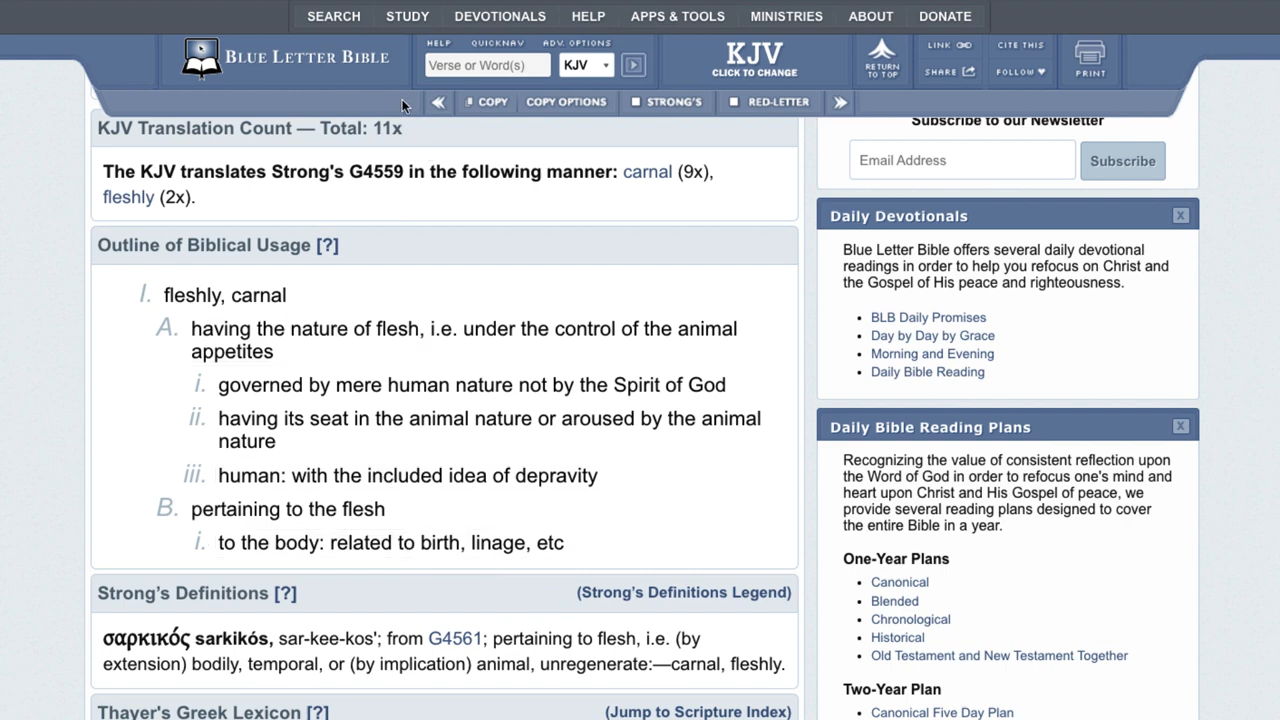 SEARCH STUDY DEVOTIONALS HELP APPS & TOOLS MINISTRIES ABOUT DONATE
BLUE LETTER BIBLE
HELP QUICKNAV ADV. OPTIONS
Verse or Word(s) KJV
KJV
CLICK TO CHANGE
RETURN
TO TOP
LINK CITE THIS
SHARE FOLLOW
PRINT
COPY COPY OPTIONS STRONG'S RED-LETTER
KJV Translation Count — Total: 11x
The KJV translates Strong's G4559 in the following manner: carnal (9x),
fleshly (2x).
Outline of Biblical Usage [?]
I. fleshly, carnal
A. having the nature of flesh, i.e. under the control of the animal
appetites
i. governed by mere human nature not by the Spirit of God
ii. having its seat in the animal nature or aroused by the animal
nature
iii. human: with the included idea of depravity
B. pertaining to the flesh
i. to the body: related to birth, linage, etc
Strong’s Definitions [?] (Strong’s Definitions Legend)
σαρκικός sarkikós, sar-kee-kos'; from G4561; pertaining to flesh, i.e. (by
extension) bodily, temporal, or (by implication) animal, unregenerate:—carnal, fleshly.
Thayer's Greek Lexicon [?] (Jump to Scripture Index)
Subscribe to our Newsletter
Email Address Subscribe
Daily Devotionals X
Blue Letter Bible offers several daily devotional
readings in order to help you refocus on Christ and
the Gospel of His peace and righteousness.
• BLB Daily Promises
• Day by Day by Grace
• Morning and Evening
• Daily Bible Reading
Daily Bible Reading Plans X
Recognizing the value of consistent reflection upon
the Word of God in order to refocus one's mind and
heart upon Christ and His Gospel of peace, we
provide several reading plans designed to cover
the entire Bible in a year.
One-Year Plans
• Canonical
• Blended
• Chronological
• Historical
• Old Testament and New Testament Together
Two-Year Plan
• Canonical Five Day Plan